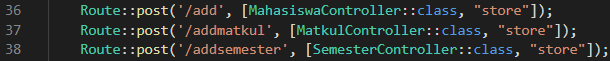 36 Route::post('/add', [MahasiswaController::class, "store"]);
37 Route::post('/addmatkul', [MatkulController::class, "store"]);
38 Route::post('/addsemester', [SemesterController::class, "store"]);